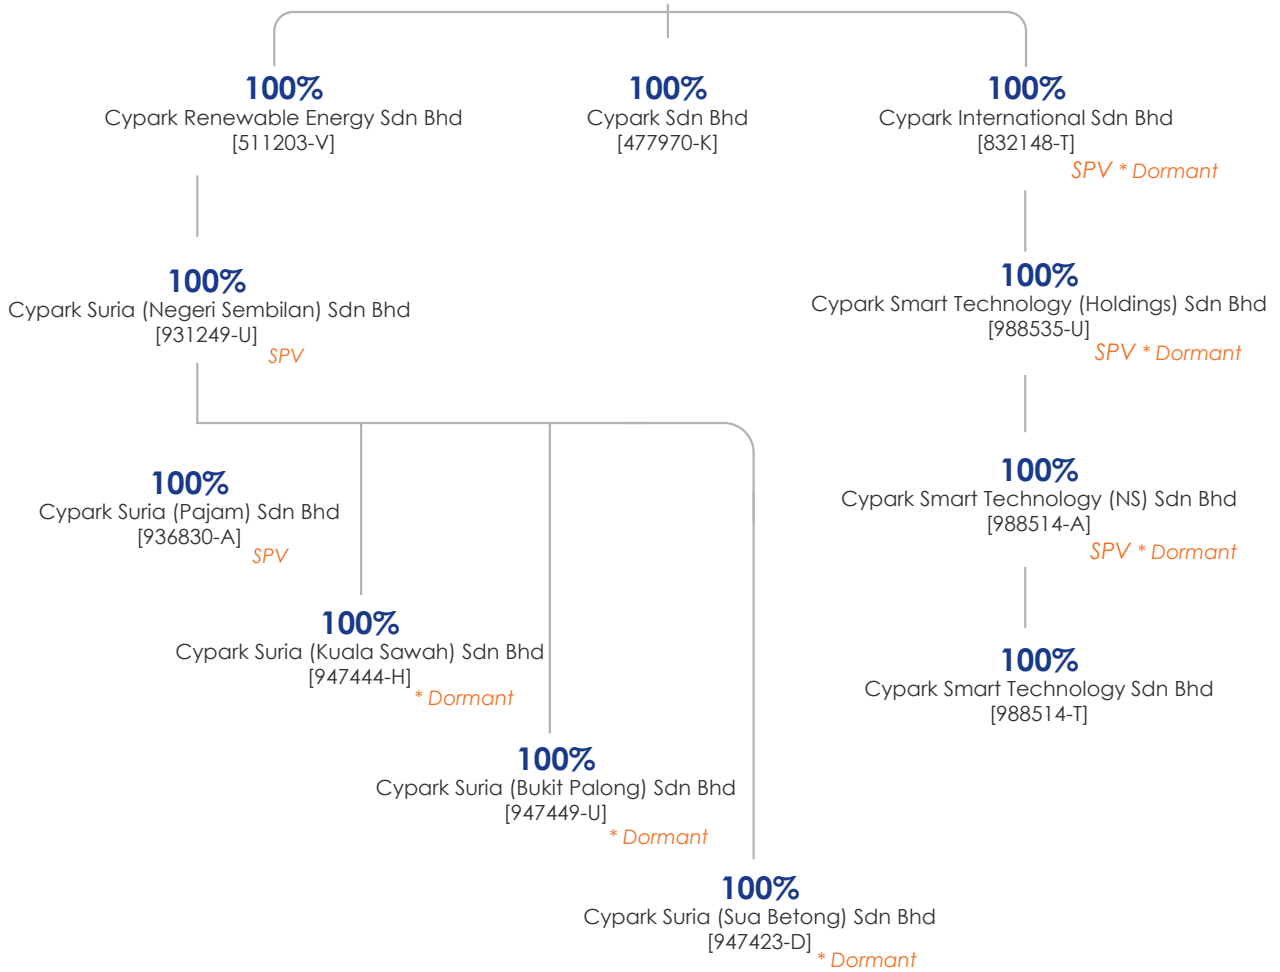 100%
Cypark Renewable Energy Sdn Bhd
[511203-V]
100%
Cypark Sdn Bhd
[477970-K]
100%
Cypark International Sdn Bhd
[832148-T]
SPV * Dormant
100%
Cypark Suria (Negeri Sembilan) Sdn Bhd
[931249-U]
SPV
100%
Cypark Smart Technology (Holdings) Sdn Bhd
[988535-U]
SPV * Dormant
100%
Cypark Suria (Pajam) Sdn Bhd
[936830-A]
SPV
100%
Cypark Smart Technology (NS) Sdn Bhd
[988514-A]
SPV * Dormant
100%
Cypark Suria (Kuala Sawah) Sdn Bhd
[947444-H]
* Dormant
100%
Cypark Smart Technology Sdn Bhd
[988514-T]
100%
Cypark Suria (Bukit Palong) Sdn Bhd
[947449-U]
* Dormant
100%
Cypark Suria (Sua Betong) Sdn Bhd
[947423-D]
* Dormant